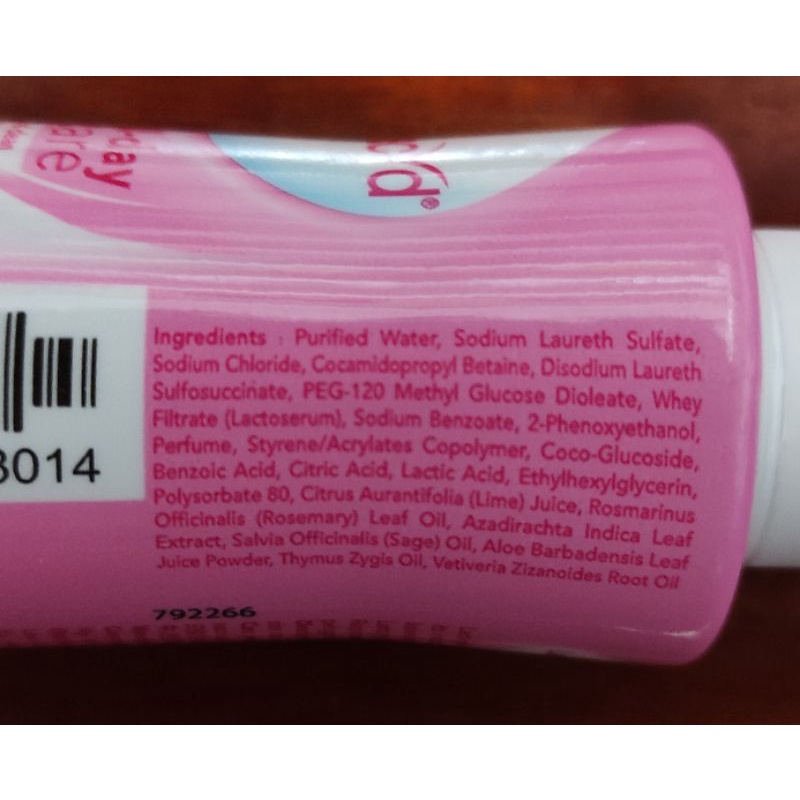 Ingredients : Purified Water, Sodium Laureth Sulfate,
Sodium Chloride, Cocamidopropyl Betaine, Disodium Laureth
Sulfosuccinate, PEG-120 Methyl Glucose Dioleate, Whey
Filtrate (Lactoserum), Sodium Benzoate, 2-Phenoxyethanol,
Perfume, Styrene/Acrylates Copolymer, Coco-Glucoside,
Benzoic Acid, Citric Acid, Lactic Acid, Ethylhexylglycerin,
Polysorbate 80, Citrus Aurantifolia (Lime) Juice, Rosmarinus
Officinalis (Rosemary) Leaf Oil, Azadirachta Indica Leaf
Extract, Salvia Officinalis (Sage) Oil, Aloe Barbadensis Leaf
Juice Powder, Thymus Zygis Oil, Vetiveria Zizanoides Root Oil
792266
8014